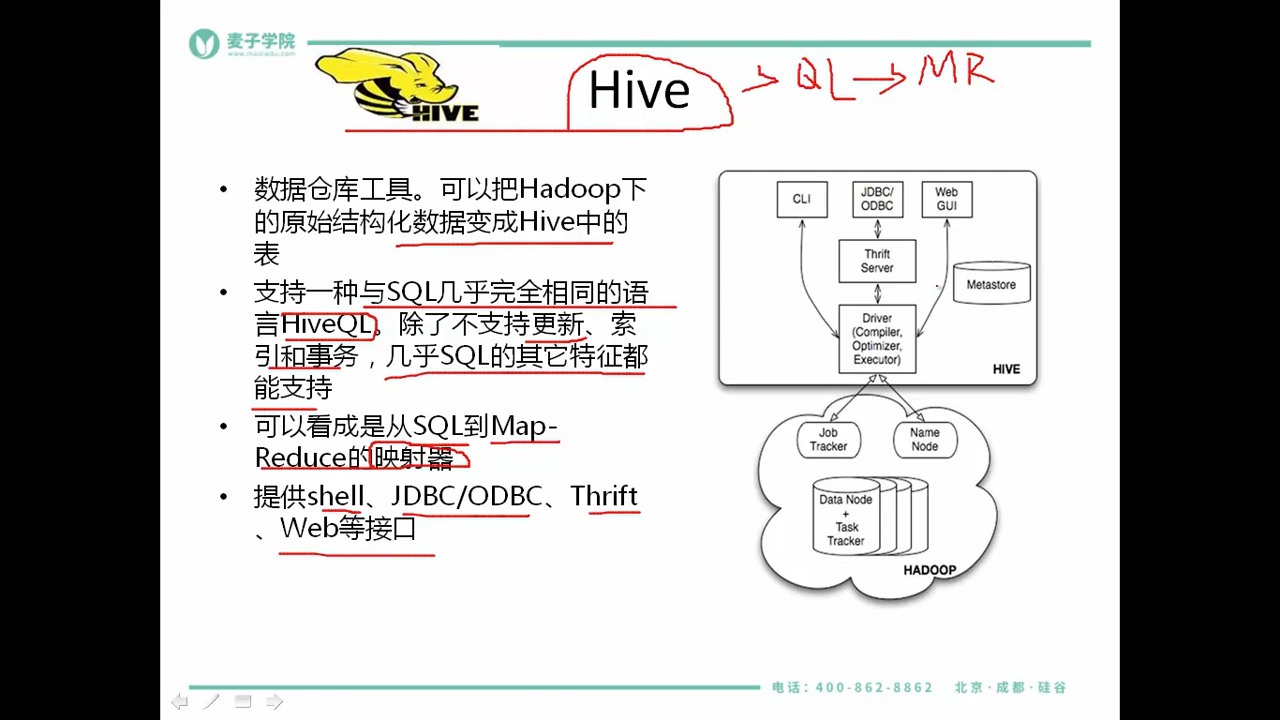 麦子学院
www.maiziedu.com
HIVE
Hive
QL → MR
• 数据仓库工具。可以把Hadoop下
的原始结构化数据变成Hive中的
表
• 支持一种与SQL几乎完全相同的语
言HiveQL。除了不支持更新、索
引和事务，几乎SQL的其它特征都
能支持
• 可以看成是从SQL到Map-
Reduce的映射器
• 提供shell、JDBC/ODBC、Thrift
、Web等接口
CLI
JDBC/
ODBC
Web
GUI
Thrift
Server
Metastore
Driver
(Compiler,
Optimizer,
Executor)
HIVE
Job
Tracker
Name
Node
Data Node
+
Task
Tracker
HADOOP
电话：400-862-8862 北京·成都·硅谷